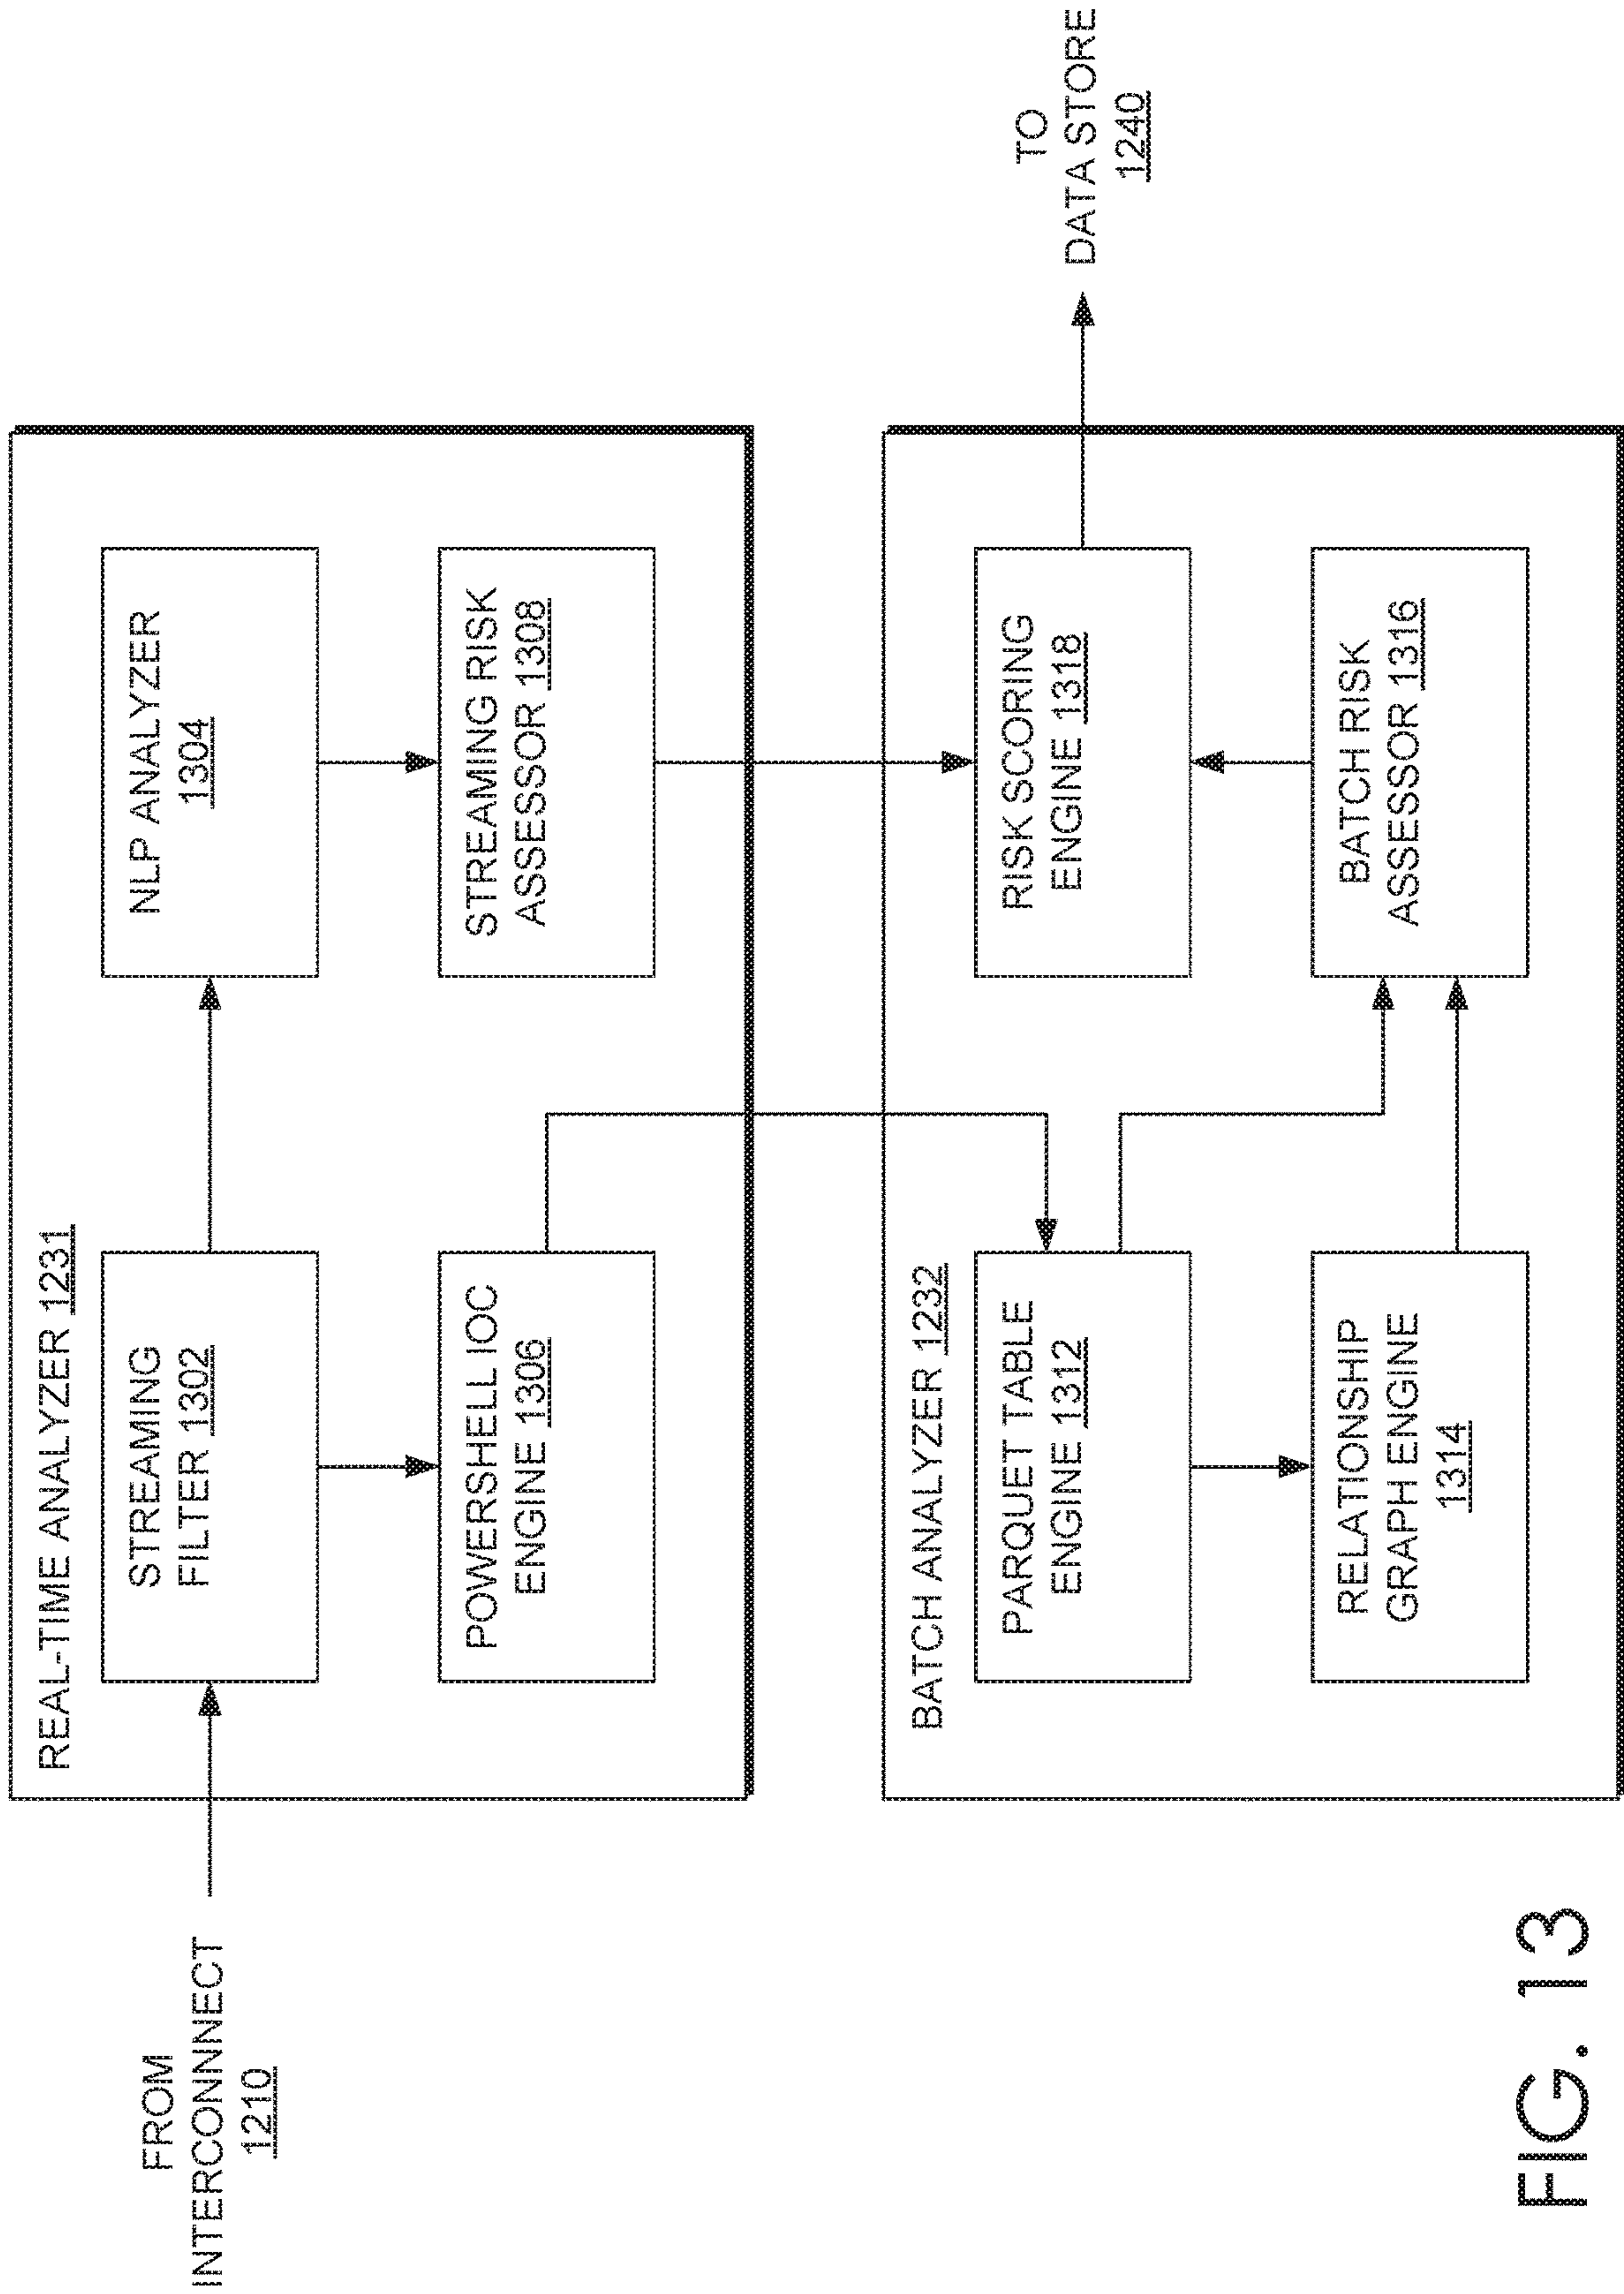 REAL-TIME ANALYZER 1231
FROM
INTERCONNECT
1210
STREAMING
FILTER 1302
NLP ANALYZER
1304
POWERSHELL IOC
ENGINE 1306
STREAMING RISK
ASSESSOR 1308
BATCH ANALYZER 1232
PARQUET TABLE
ENGINE 1312
RISK SCORING
ENGINE 1318
TO
DATA STORE
1240
RELATIONSHIP
GRAPH ENGINE
1314
BATCH RISK
ASSESSOR 1316
FIG. 13